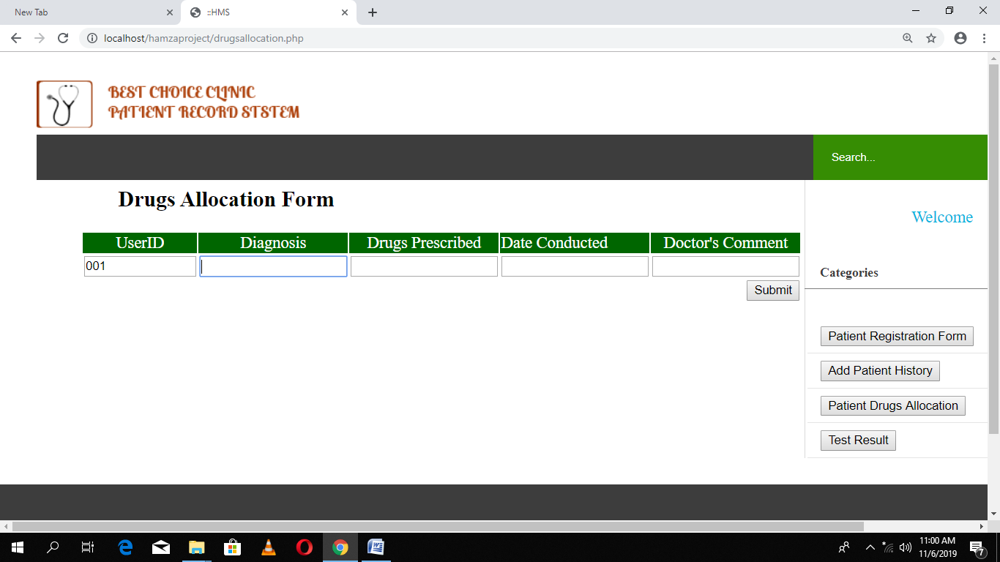 New Tab
::HMS
localhost/hamzaproject/drugsallocation.php
BEST CHOICE CLINIC
PATIENT RECORD STSTEM
Search...
Drugs Allocation Form
Welcome
UserID Diagnosis Drugs Prescribed Date Conducted Doctor's Comment
001
Submit
Categories
Patient Registration Form
Add Patient History
Patient Drugs Allocation
Test Result
11:00 AM
11/6/2019
7